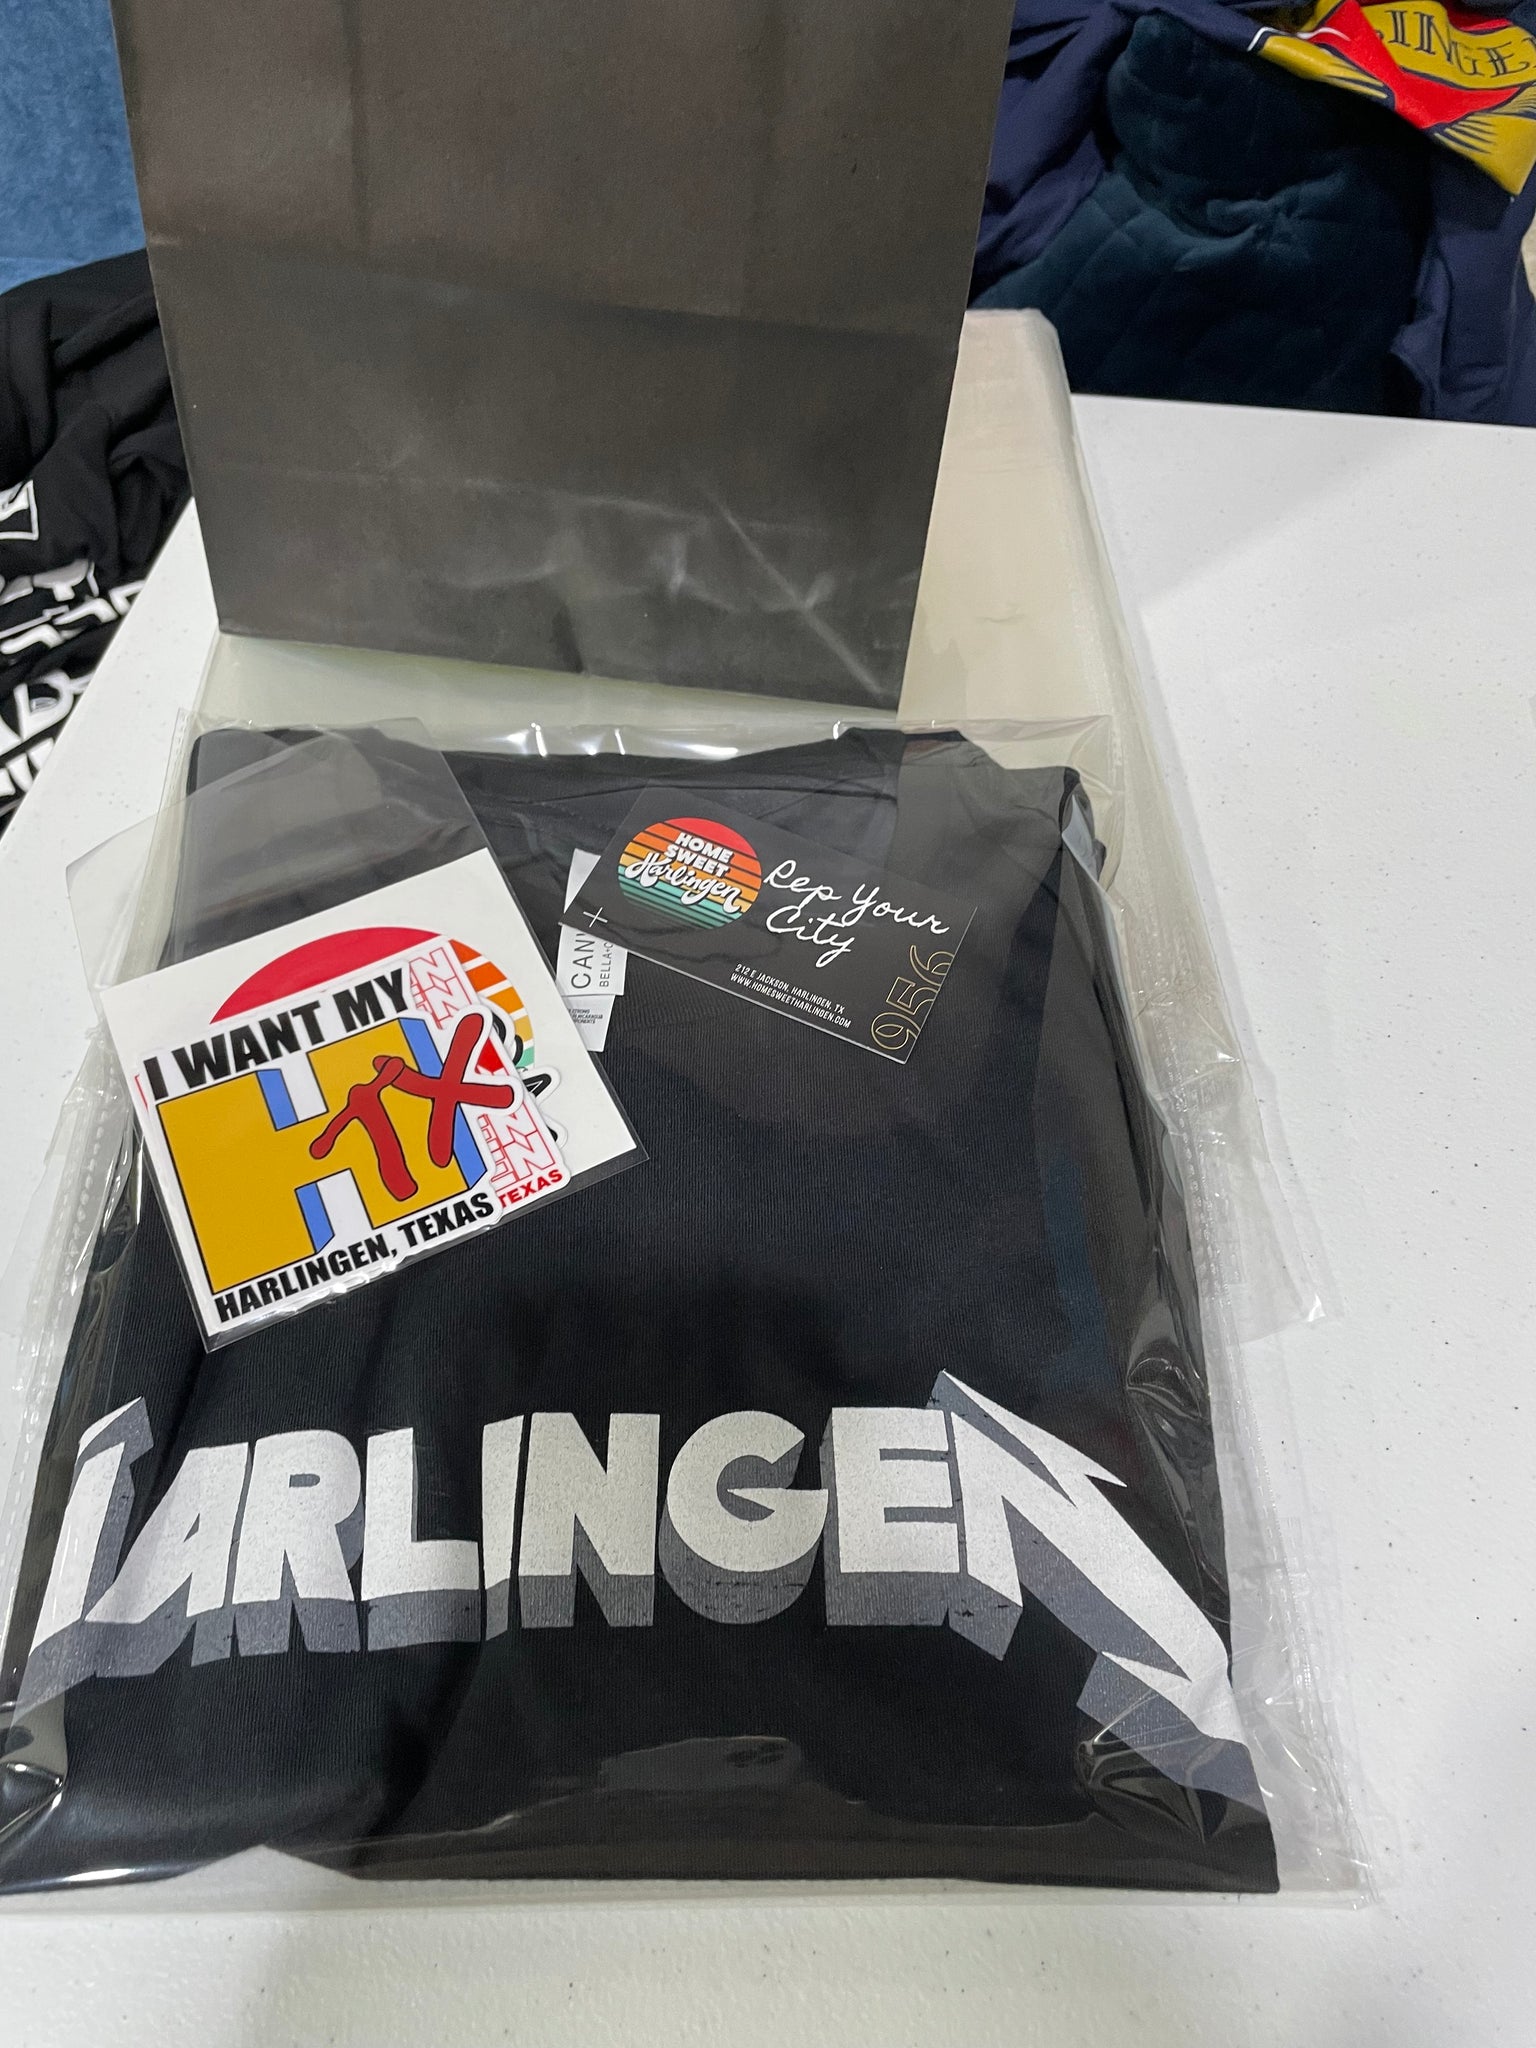 INGE
HOME
SWEET
Harlingen
Rep Your
City
956
212 E JACKSON, HARLINGEN, TX
WWW.HOMESWEETHARLINGEN.COM
I WANT MY
HTX
HARLINGEN, TEXAS
TEXAS
HARLINGEN